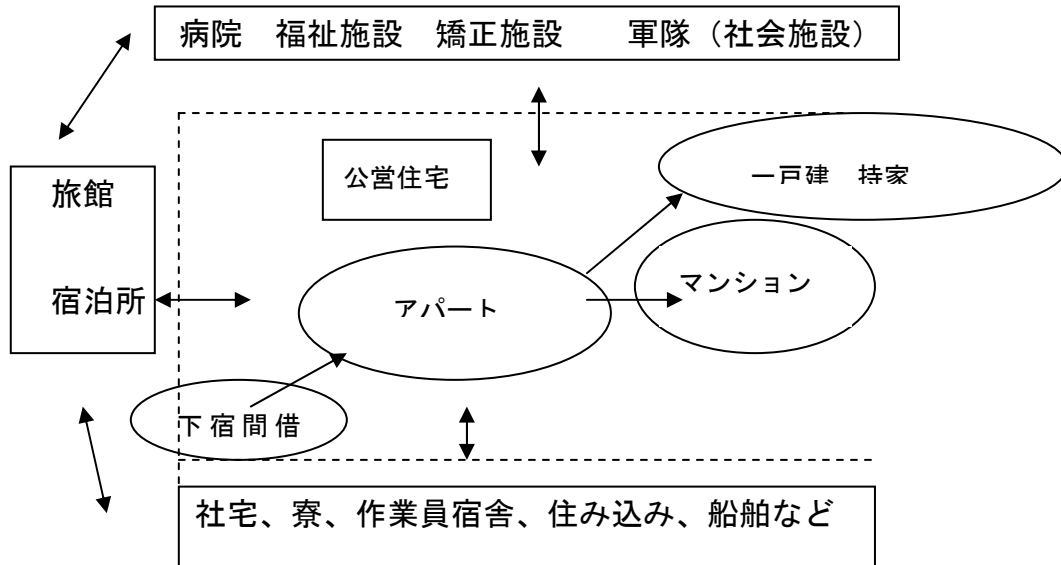 病院　福祉施設　矯正施設　　軍隊（社会施設）
公営住宅
一戸建　持家
旅館
宿泊所
マンション
アパート
下宿間借
社宅、寮、作業員宿舎、住み込み、船舶など